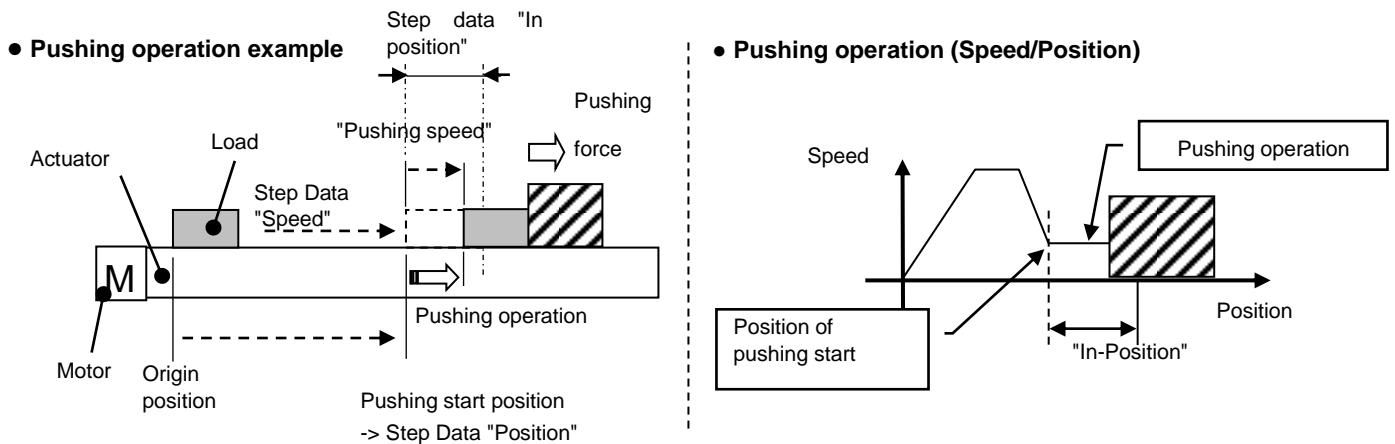 ● Pushing operation example
Step data "In
position"
Pushing
force
"Pushing speed"
Load
Actuator
Step Data
"Speed"
M
Pushing operation
Motor
Origin
position
Pushing start position
-> Step Data "Position"
● Pushing operation (Speed/Position)
Speed
Pushing operation
Position
Position of
pushing start
"In-Position"